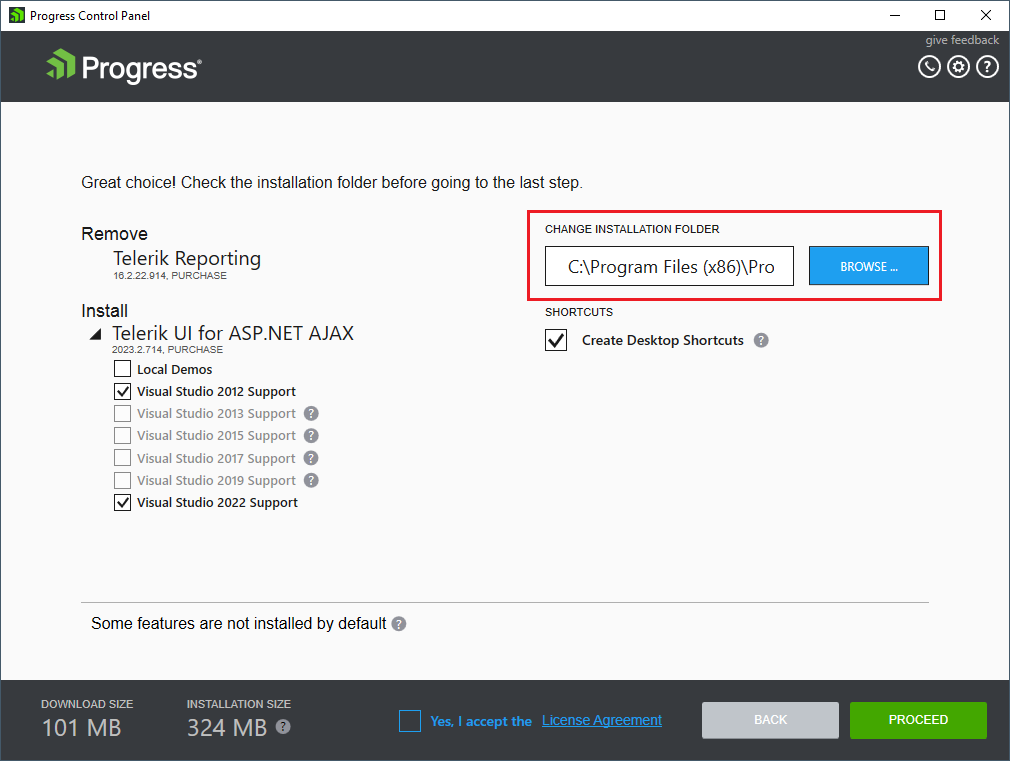 Progress Control Panel
give feedback
Progress®
Great choice! Check the installation folder before going to the last step.
Remove
Telerik Reporting
16.2.22.914, PURCHASE
Install
Telerik UI for ASP.NET AJAX
2023.2.714, PURCHASE
Local Demos
Visual Studio 2012 Support
Visual Studio 2013 Support ?
Visual Studio 2015 Support ?
Visual Studio 2017 Support ?
Visual Studio 2019 Support ?
Visual Studio 2022 Support
CHANGE INSTALLATION FOLDER
C:\Program Files (x86)\Pro
BROWSE ...
SHORTCUTS
Create Desktop Shortcuts ?
Some features are not installed by default ?
DOWNLOAD SIZE
101 MB
INSTALLATION SIZE
324 MB ?
Yes, I accept the License Agreement
BACK
PROCEED